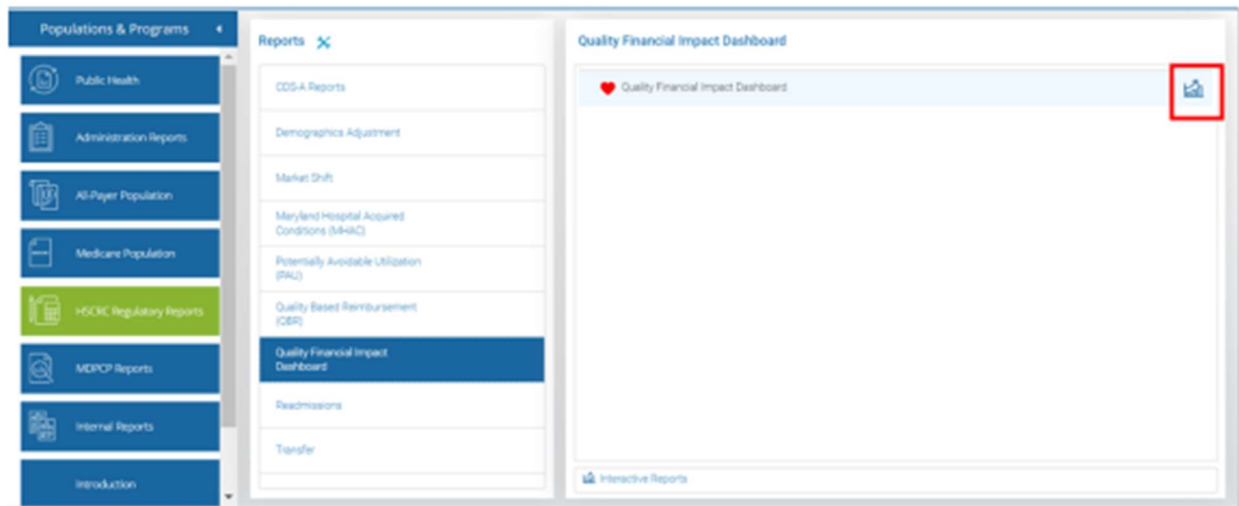 Populations & Programs
Public Health
Administration Reports
All-Payer Population
Medicare Population
HSCRC Regulatory Reports
MDPCP Reports
Internal Reports
Introduction
Reports
CDS-A Reports
Demographics Adjustment
Market Shift
Maryland Hospital Acquired
Conditions (MHAC)
Potentially Avoidable Utilization
(PAU)
Quality Based Reimbursement
(QBR)
Quality Financial Impact
Dashboard
Readmissions
Transfer
Quality Financial Impact Dashboard
Quality Financial Impact Dashboard
Interactive Reports